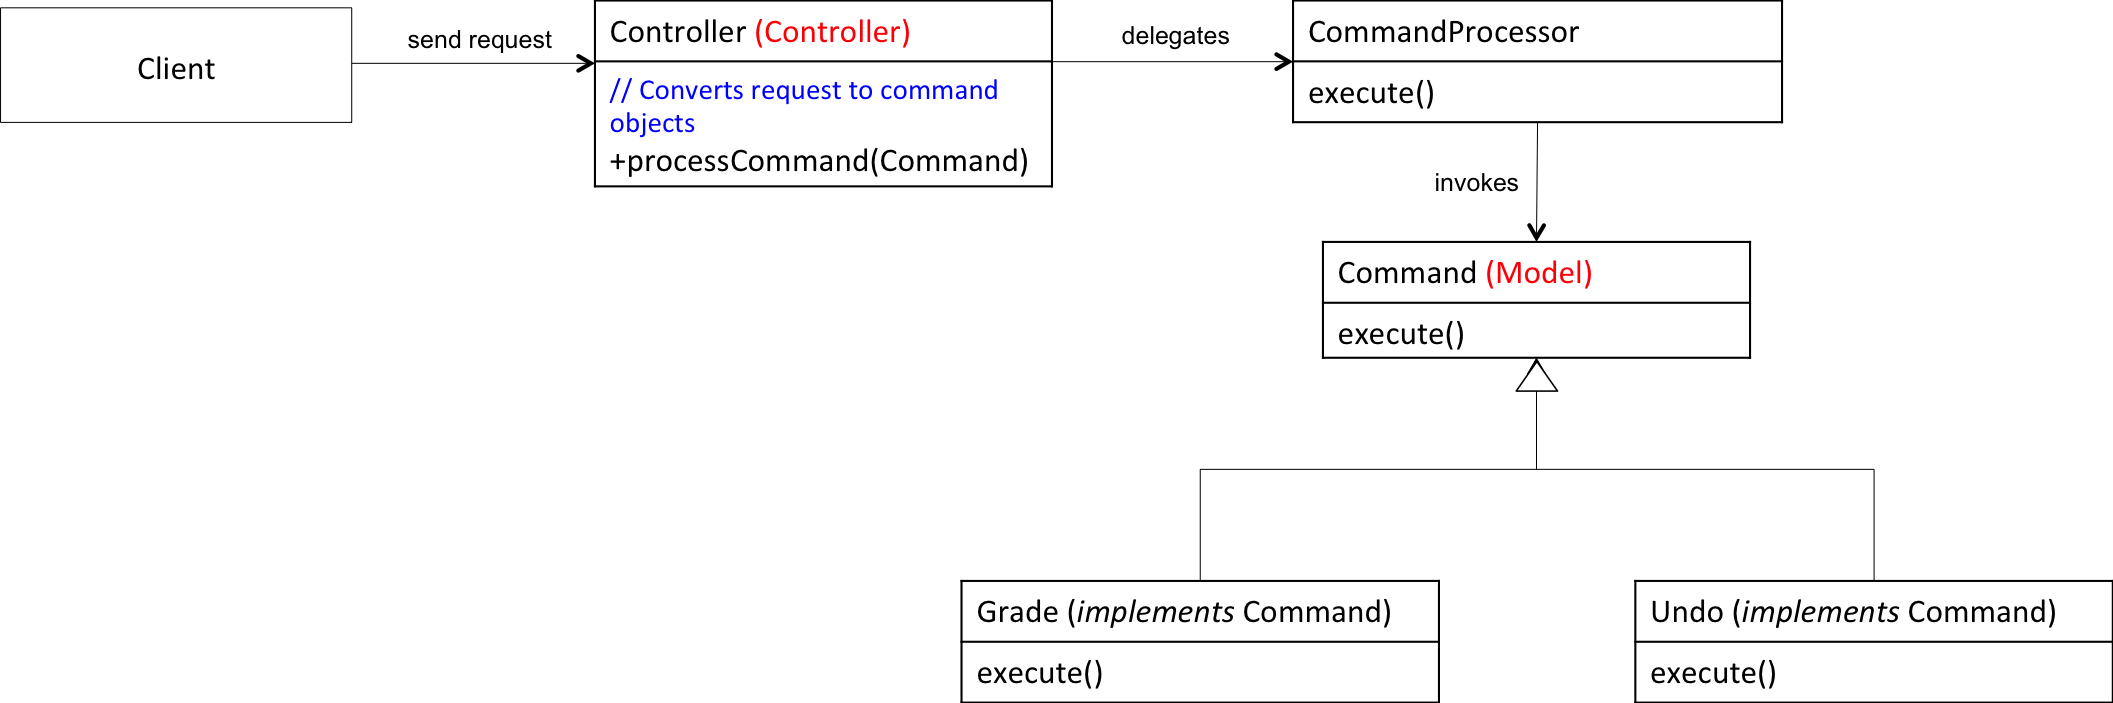 Client
send request
Controller (Controller)
// Converts request to command
objects
+processCommand(Command)
delegates
CommandProcessor
execute()
invokes
Command (Model)
execute()
Grade (implements Command)
execute()
Undo (implements Command)
execute()